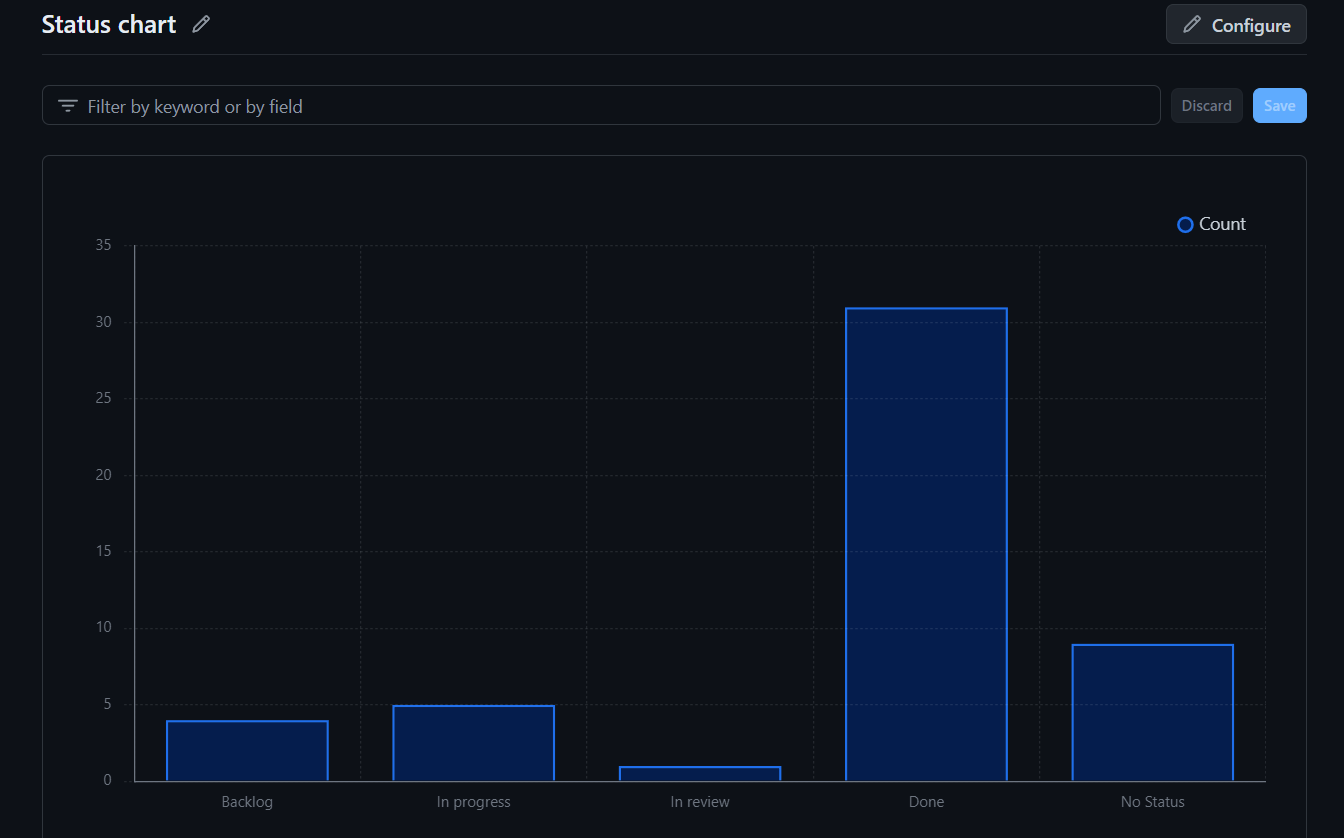 Status chart
Configure
Filter by keyword or by field
Discard
Save
Count
35
30
25
20
15
10
5
0
Backlog
In progress
In review
Done
No Status